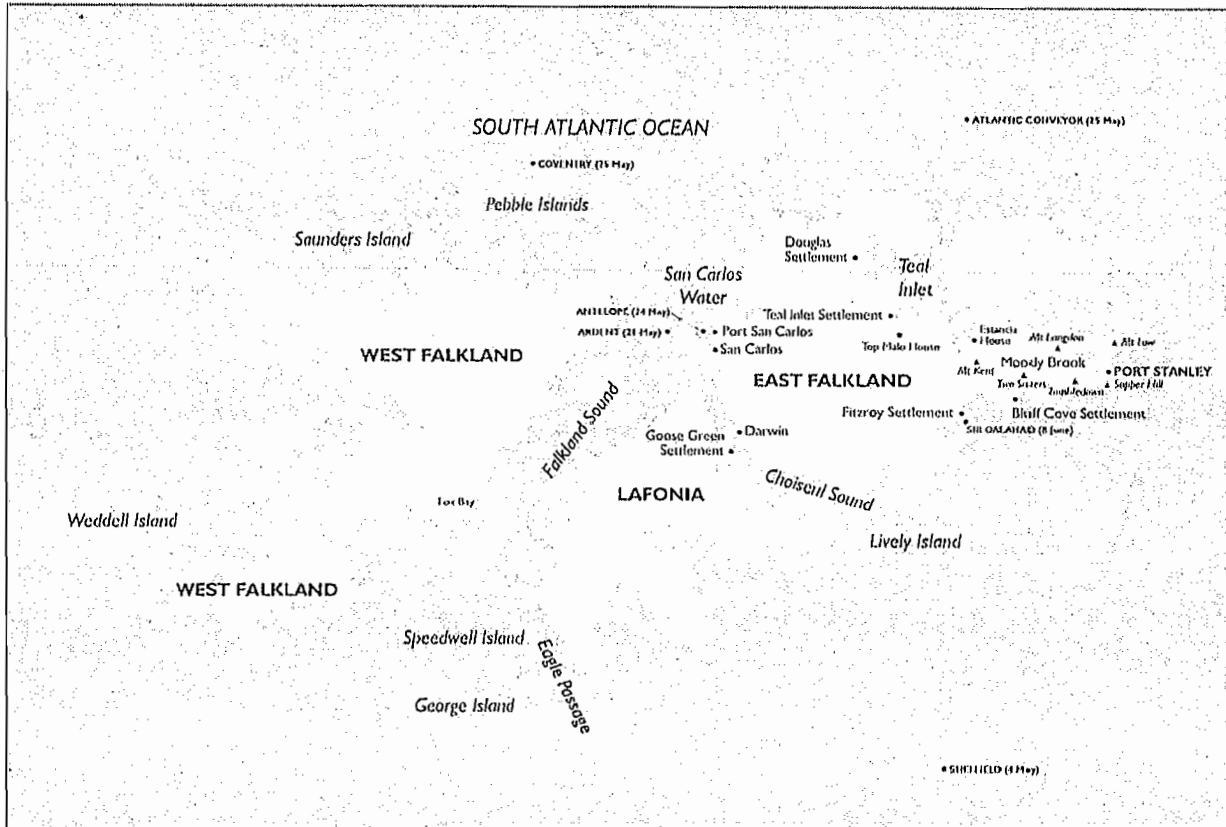 SOUTH ATLANTIC OCEAN
ATLANTIC CONVEYOR (25 May)
COVENTRY (25 May)
Pebble Islands
Saunders Island
Douglas
Settlement
Teal
Inlet
San Carlos
Water
ANTELOPE (24 May)
Teal Inlet Settlement
ARDENT (21 May)
Port San Carlos
San Carlos
Top Malo House
Estancia
House
Mt Longdon
Mt Low
WEST FALKLAND
EAST FALKLAND
Mt Kent
Moody Brook
PORT STANLEY
Two Sisters
Tumbledown
Sapper Hill
Fitzroy Settlement
Bluff Cove Settlement
SIR GALAHAD (8 June)
Falkland Sound
Goose Green
Settlement
Darwin
LAFONIA
Choiseul Sound
Fox Bay
Weddell Island
Lively Island
WEST FALKLAND
Speedwell Island
Eagle Passage
George Island
SHEFFIELD (4 May)